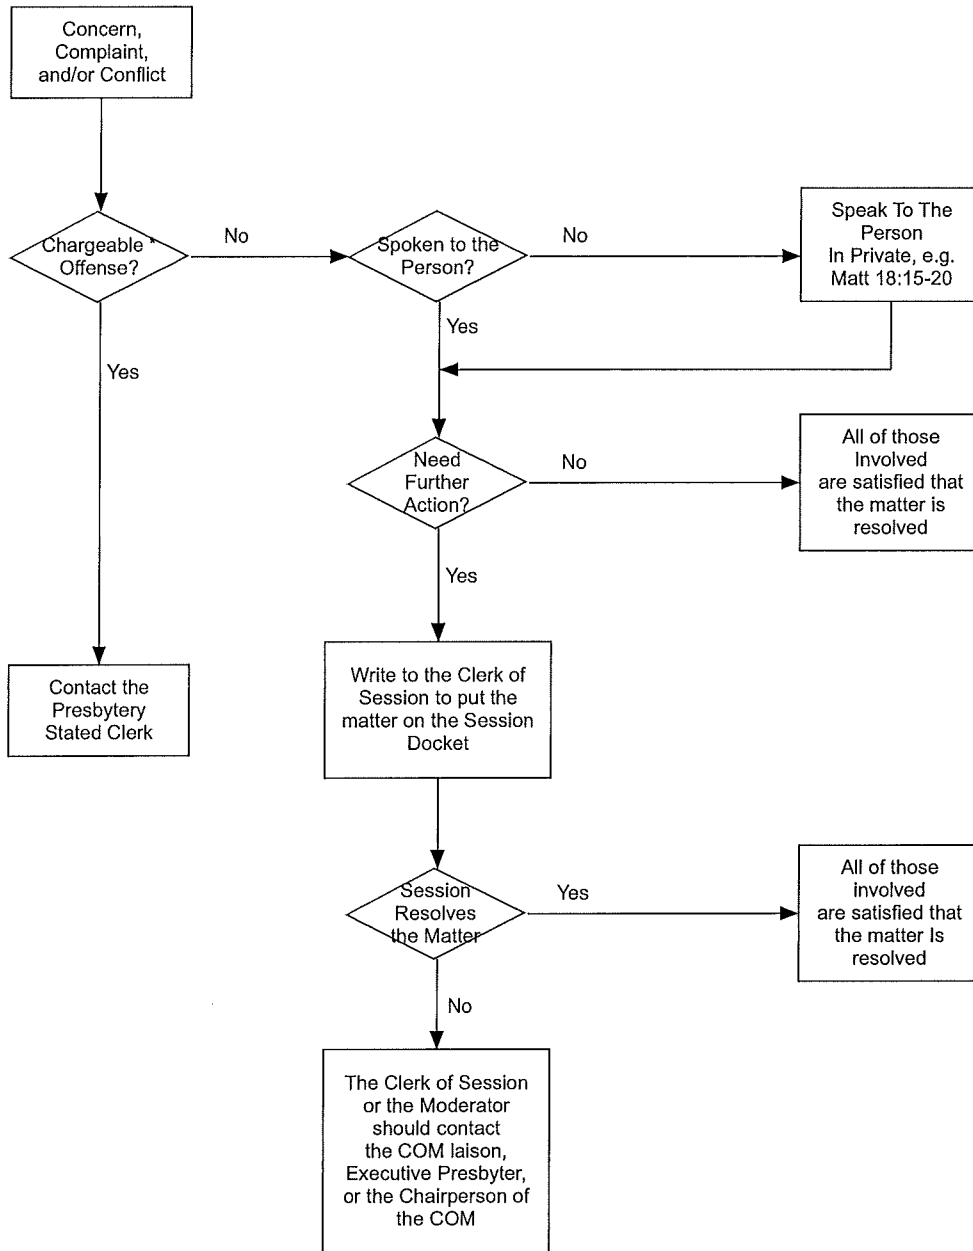 Concern,
Complaint,
and/or Conflict
Chargeable *
Offense?
No
Spoken to the
Person?
No
Speak To The
Person
In Private, e.g.
Matt 18:15-20
Yes
Yes
Need
Further
Action?
No
All of those
Involved
are satisfied that
the matter is
resolved
Yes
Contact the
Presbytery
Stated Clerk
Write to the Clerk of
Session to put the
matter on the Session
Docket
Session
Resolves
the Matter
Yes
All of those
involved
are satisfied that
the matter Is
resolved
No
The Clerk of Session
or the Moderator
should contact
the COM laison,
Executive Presbyter,
or the Chairperson of
the COM